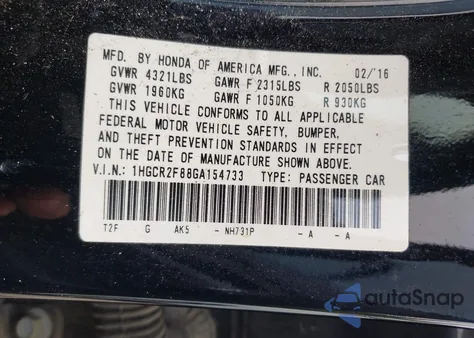 MFD. BY HONDA OF AMERICA MFG., INC. 02/'16
GVWR 4321LBS GAWR F 2315LBS R 2050LBS
GVWR 1960KG GAWR F 1050KG R 930KG
THIS VEHICLE CONFORMS TO ALL APPLICABLE
FEDERAL MOTOR VEHICLE SAFETY, BUMPER,
AND THEFT PREVENTION STANDARDS IN EFFECT
ON THE DATE OF MANUFACTURE SHOWN ABOVE.
V.I.N.: 1HGCR2F88GA154733 TYPE: PASSENGER CAR
T2F G AK5 - NH731P - A - A
autoSnap